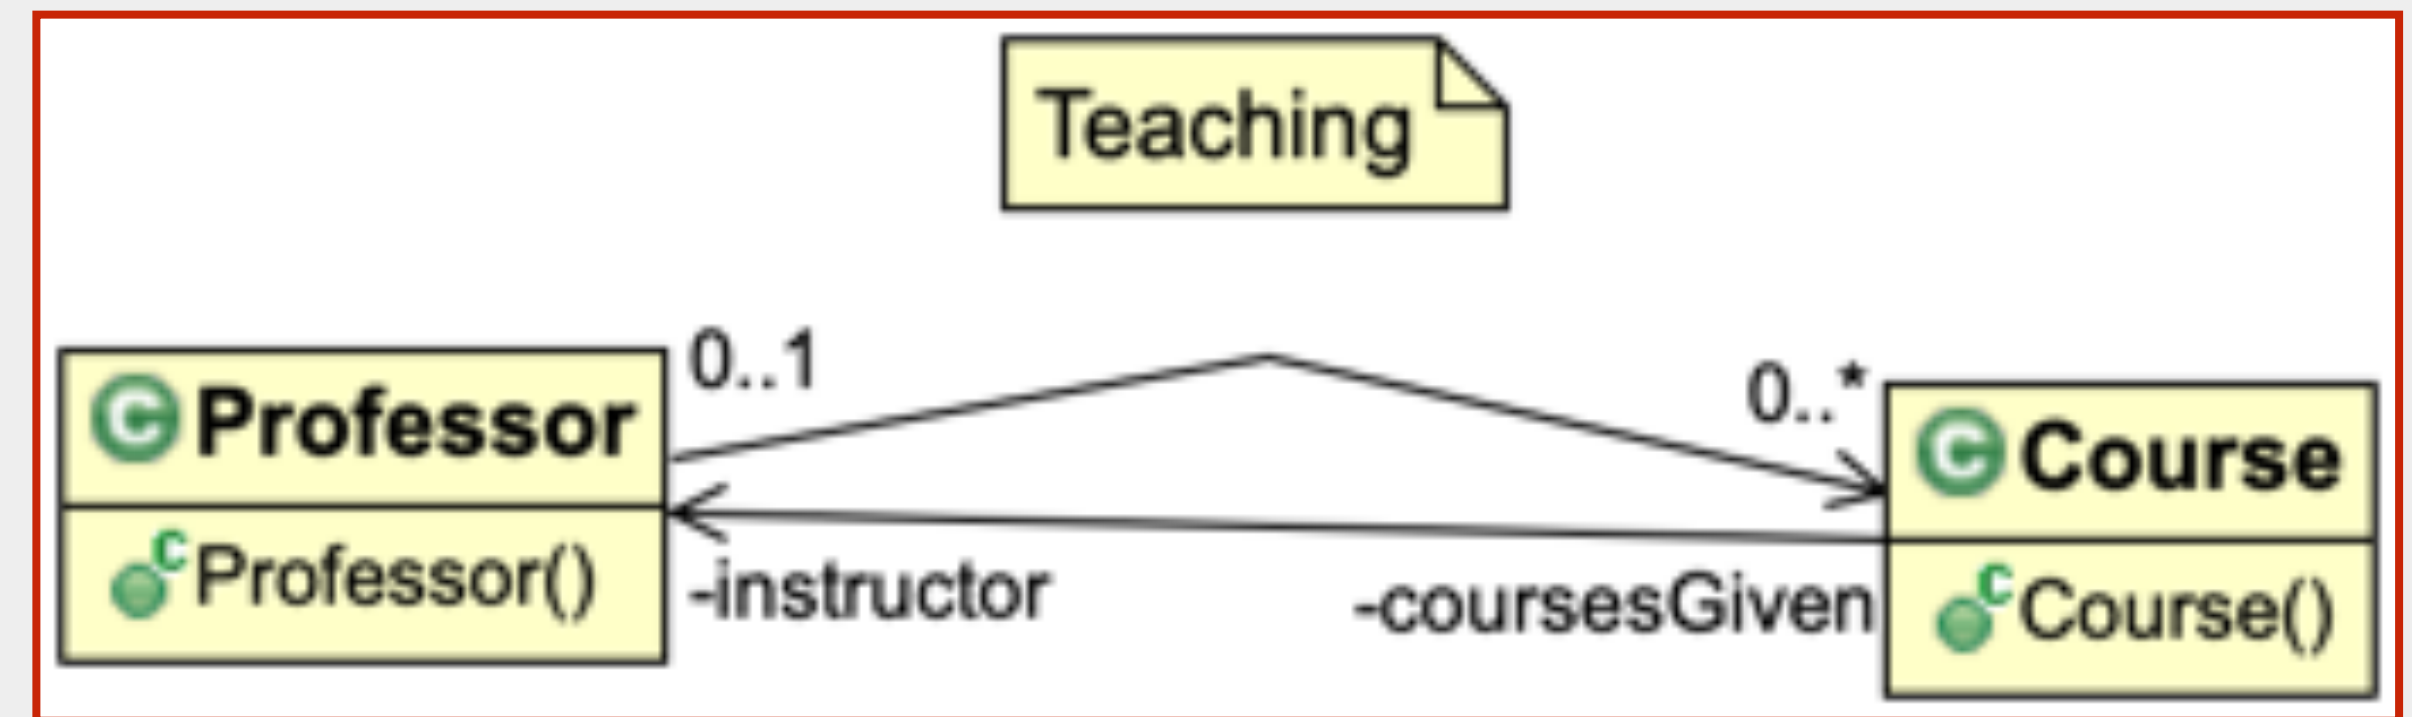 Teaching
0..1
0..*
C Professor
C Course
-instructor
-coursesGiven
c Professor()
c Course()